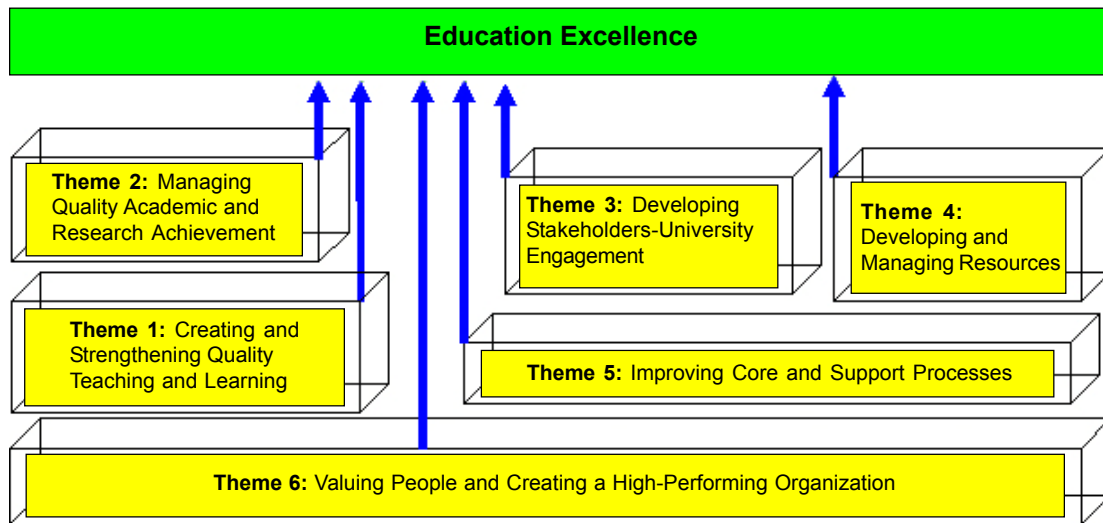 Education Excellence
Theme 2: Managing
Quality Academic and
Research Achievement
Theme 3: Developing
Stakeholders-University
Engagement
Theme 4:
Developing and
Managing Resources
Theme 1: Creating and
Strengthening Quality
Teaching and Learning
Theme 5: Improving Core and Support Processes
Theme 6: Valuing People and Creating a High-Performing Organization